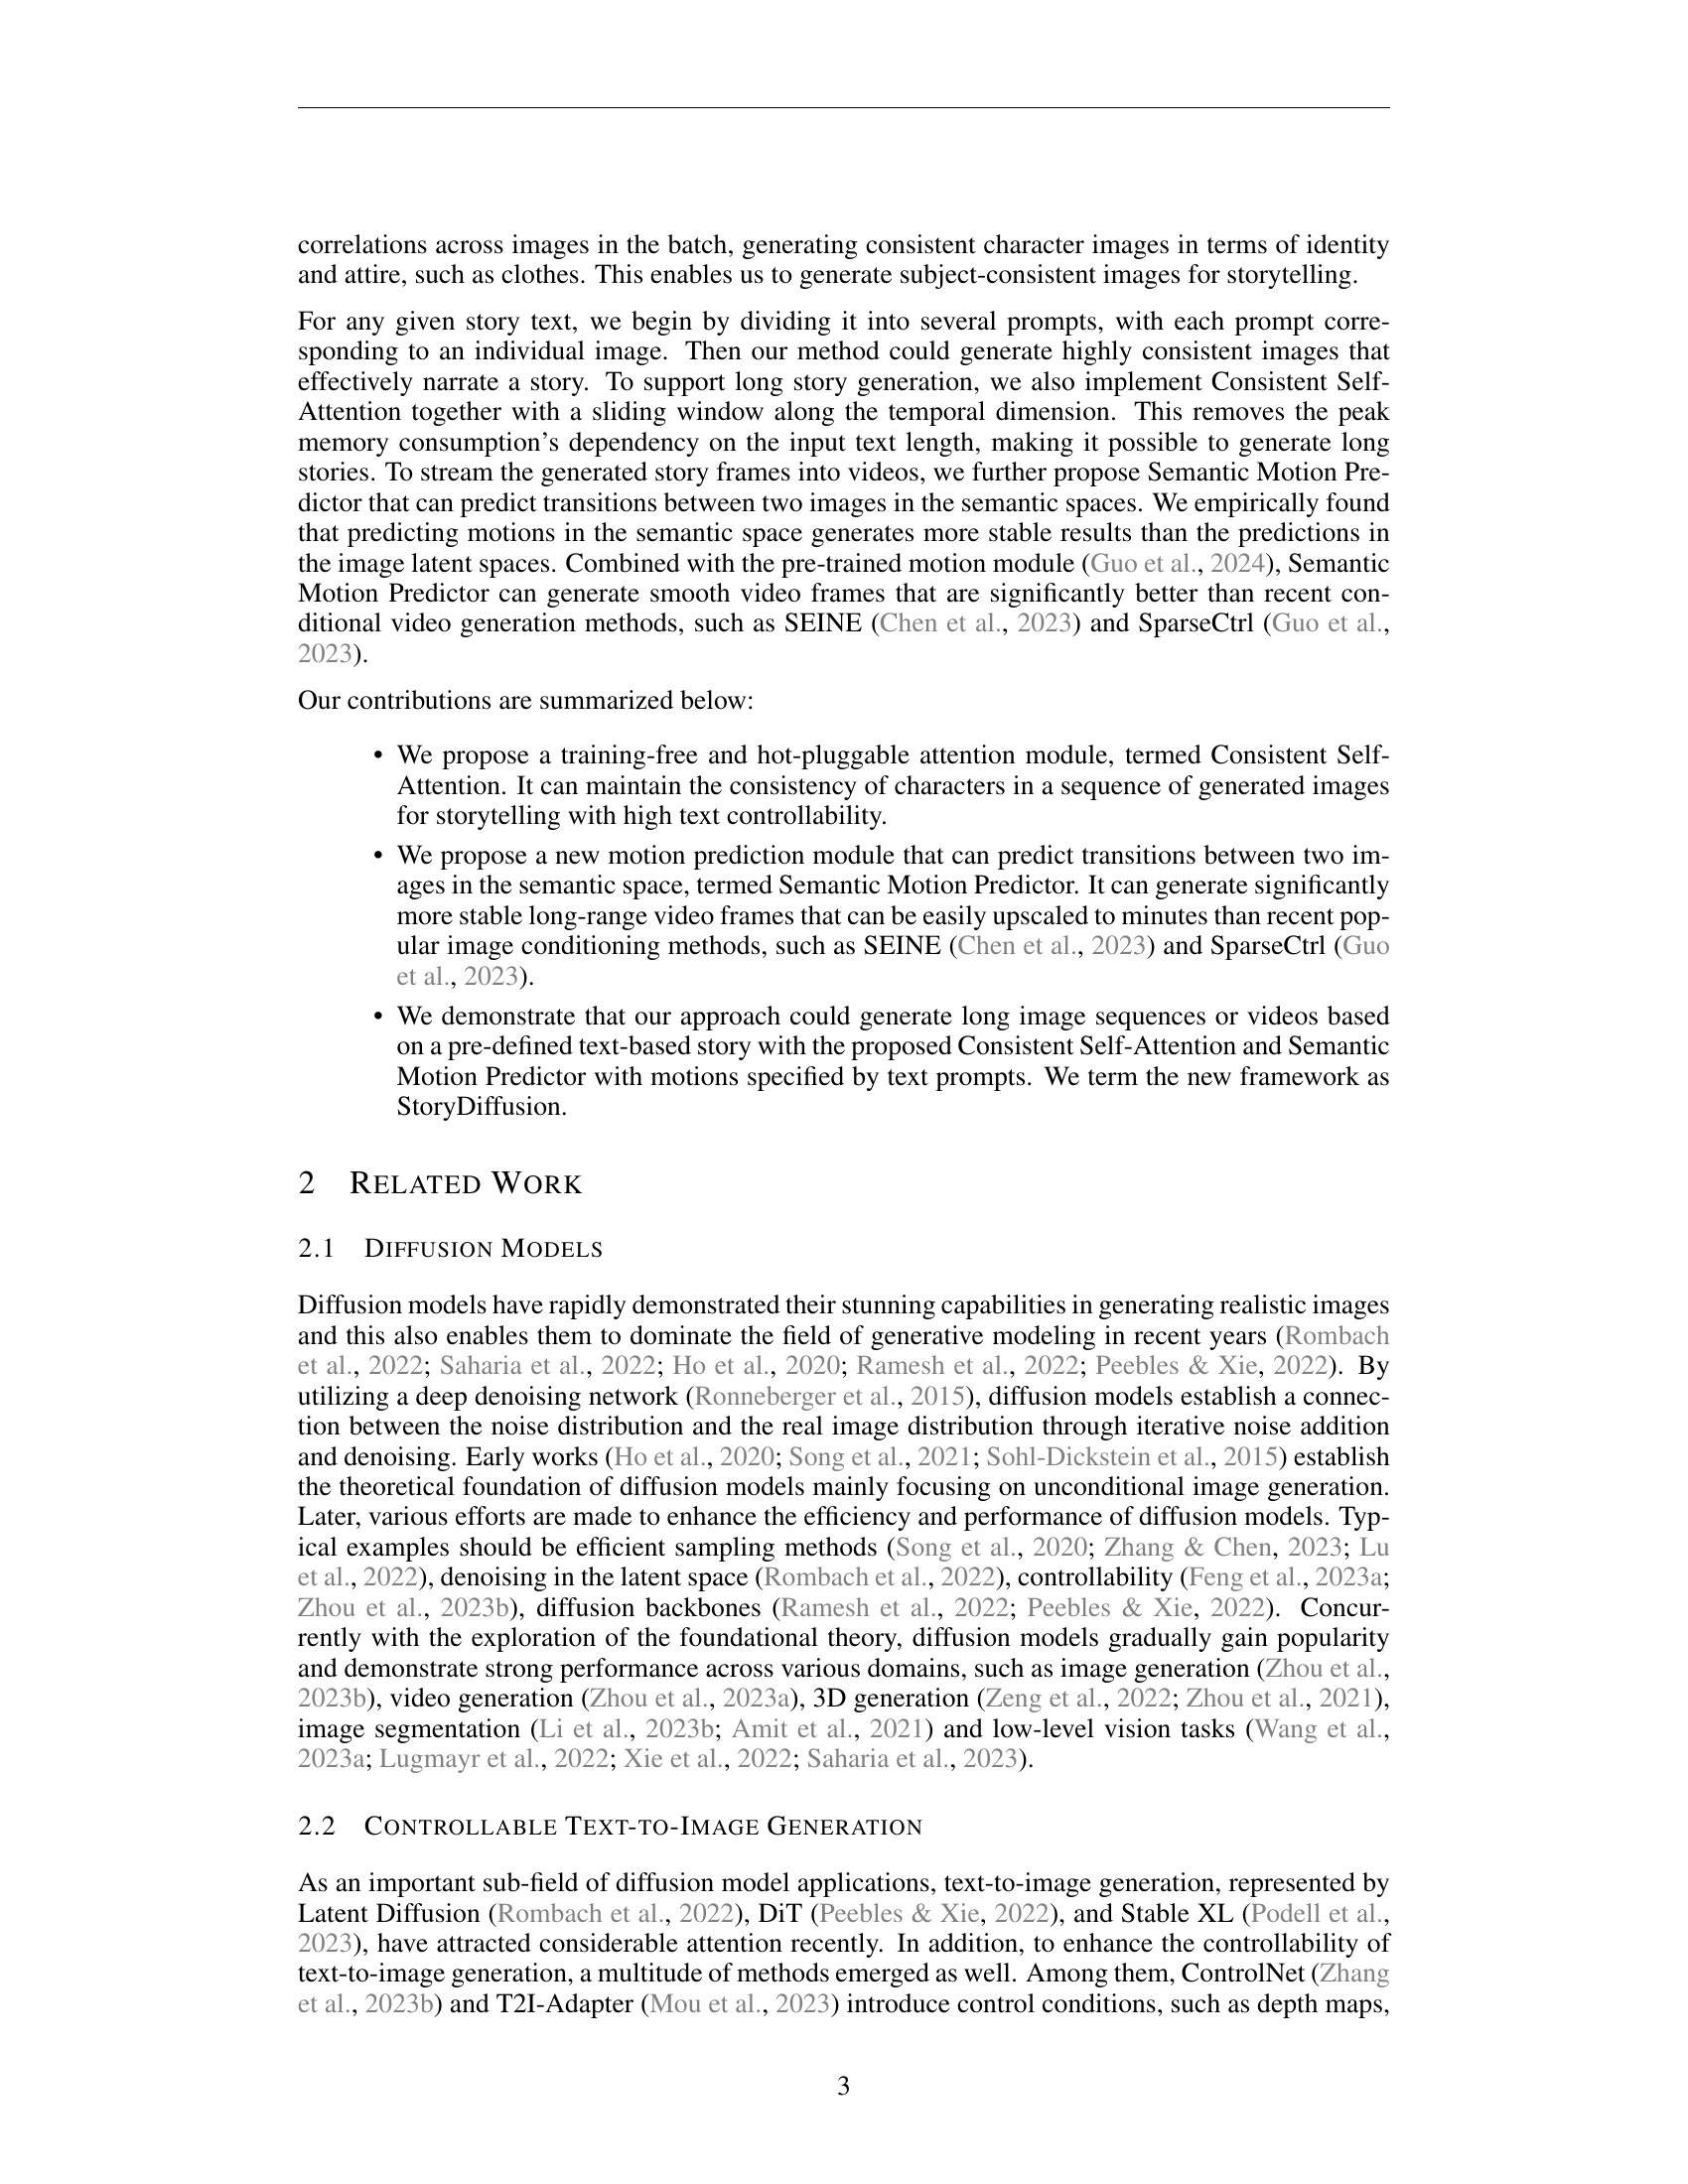 correlations across images in the batch, generating consistent character images in terms of identity
and attire, such as clothes. This enables us to generate subject-consistent images for storytelling.
For any given story text, we begin by dividing it into several prompts, with each prompt corre-
sponding to an individual image. Then our method could generate highly consistent images that
effectively narrate a story. To support long story generation, we also implement Consistent Self-
Attention together with a sliding window along the temporal dimension. This removes the peak
memory consumption's dependency on the input text length, making it possible to generate long
stories. To stream the generated story frames into videos, we further propose Semantic Motion Pre-
dictor that can predict transitions between two images in the semantic spaces. We empirically found
that predicting motions in the semantic space generates more stable results than the predictions in
the image latent spaces. Combined with the pre-trained motion module (Guo et al., 2024), Semantic
Motion Predictor can generate smooth video frames that are significantly better than recent con-
ditional video generation methods, such as SEINE (Chen et al., 2023) and SparseCtrl (Guo et al.,
2023).
Our contributions are summarized below:
• We propose a training-free and hot-pluggable attention module, termed Consistent Self-
Attention. It can maintain the consistency of characters in a sequence of generated images
for storytelling with high text controllability.
• We propose a new motion prediction module that can predict transitions between two im-
ages in the semantic space, termed Semantic Motion Predictor. It can generate significantly
more stable long-range video frames that can be easily upscaled to minutes than recent pop-
ular image conditioning methods, such as SEINE (Chen et al., 2023) and SparseCtrl (Guo
et al., 2023).
• We demonstrate that our approach could generate long image sequences or videos based
on a pre-defined text-based story with the proposed Consistent Self-Attention and Semantic
Motion Predictor with motions specified by text prompts. We term the new framework as
StoryDiffusion.
2 RELATED WORK
2.1 DIFFUSION MODELS
Diffusion models have rapidly demonstrated their stunning capabilities in generating realistic images
and this also enables them to dominate the field of generative modeling in recent years (Rombach
et al., 2022; Saharia et al., 2022; Ho et al., 2020; Ramesh et al., 2022; Peebles & Xie, 2022). By
utilizing a deep denoising network (Ronneberger et al., 2015), diffusion models establish a connec-
tion between the noise distribution and the real image distribution through iterative noise addition
and denoising. Early works (Ho et al., 2020; Song et al., 2021; Sohl-Dickstein et al., 2015) establish
the theoretical foundation of diffusion models mainly focusing on unconditional image generation.
Later, various efforts are made to enhance the efficiency and performance of diffusion models. Typ-
ical examples should be efficient sampling methods (Song et al., 2020; Zhang & Chen, 2023; Lu
et al., 2022), denoising in the latent space (Rombach et al., 2022), controllability (Feng et al., 2023a;
Zhou et al., 2023b), diffusion backbones (Ramesh et al., 2022; Peebles & Xie, 2022). Concur-
rently with the exploration of the foundational theory, diffusion models gradually gain popularity
and demonstrate strong performance across various domains, such as image generation (Zhou et al.,
2023b), video generation (Zhou et al., 2023a), 3D generation (Zeng et al., 2022; Zhou et al., 2021),
image segmentation (Li et al., 2023b; Amit et al., 2021) and low-level vision tasks (Wang et al.,
2023a; Lugmayr et al., 2022; Xie et al., 2022; Saharia et al., 2023).
2.2 CONTROLLABLE TEXT-TO-IMAGE GENERATION
As an important sub-field of diffusion model applications, text-to-image generation, represented by
Latent Diffusion (Rombach et al., 2022), DiT (Peebles & Xie, 2022), and Stable XL (Podell et al.,
2023), have attracted considerable attention recently. In addition, to enhance the controllability of
text-to-image generation, a multitude of methods emerged as well. Among them, ControlNet (Zhang
et al., 2023b) and T2I-Adapter (Mou et al., 2023) introduce control conditions, such as depth maps,
3